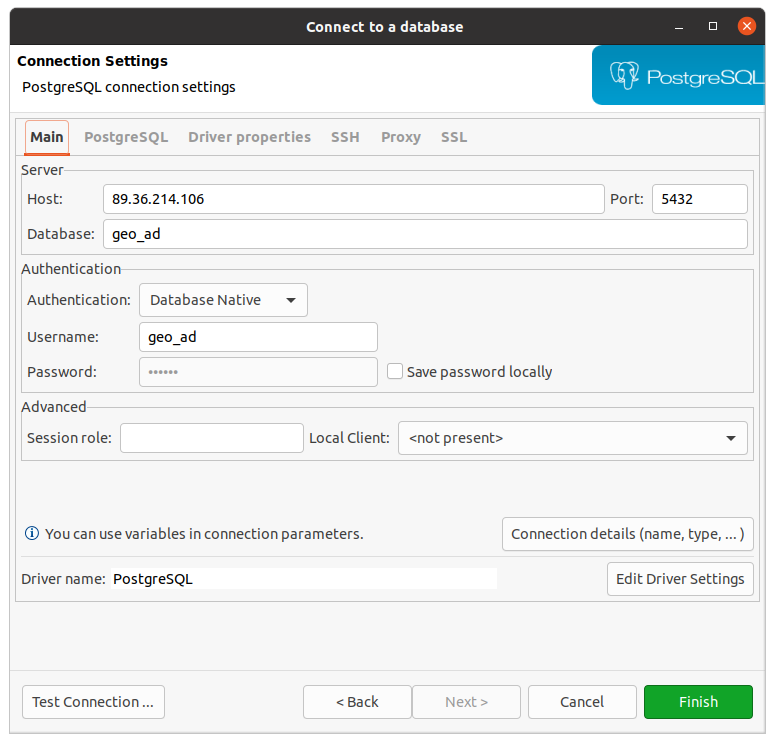 Connect to a database
Connection Settings
PostgreSQL connection settings
PostgreSQL
Main PostgreSQL Driver properties SSH Proxy SSL
Server
Host: 89.36.214.106 Port: 5432
Database: geo_ad
Authentication
Authentication: Database Native
Username: geo_ad
Password: ••••••  Save password locally
Advanced
Session role: Local Client: <not present>
You can use variables in connection parameters. Connection details (name, type, ... )
Driver name: PostgreSQL Edit Driver Settings
Test Connection ... < Back Next > Cancel Finish